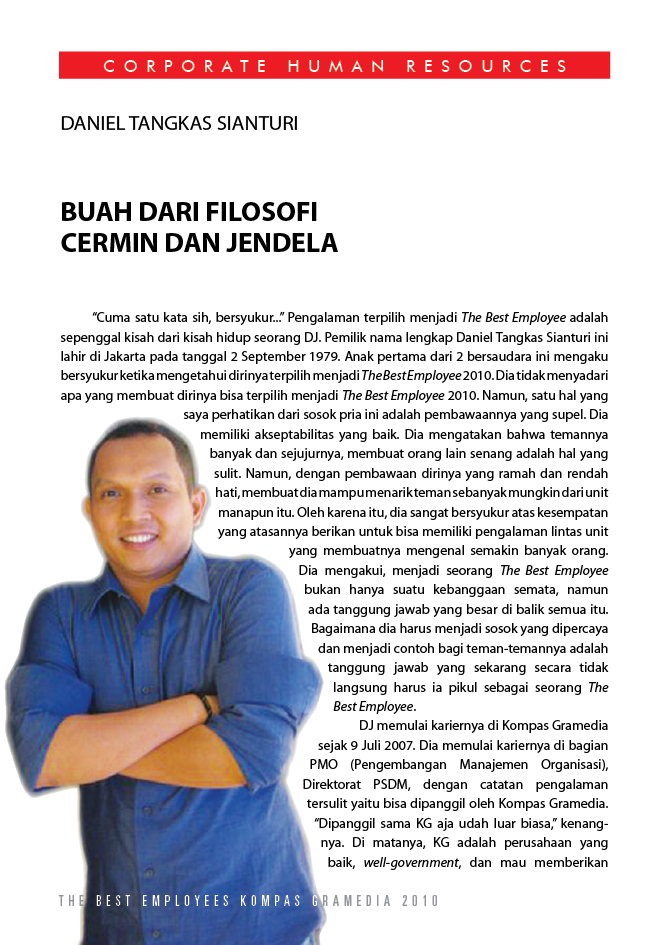 CORPORATE HUMAN RESOURCES
DANIEL TANGKAS SIANTURI
BUAH DARI FILOSOFI
CERMIN DAN JENDELA
“Cuma satu kata sih, bersyukur...” Pengalaman terpilih menjadi The Best Employee adalah
sepenggal kisah dari kisah hidup seorang DJ. Pemilik nama lengkap Daniel Tangkas Sianturi ini
lahir di Jakarta pada tanggal 2 September 1979. Anak pertama dari 2 bersaudara ini mengaku
bersyukur ketika mengetahui dirinya terpilih menjadi The Best Employee 2010. Dia tidak menyadari
apa yang membuat dirinya bisa terpilih menjadi The Best Employee 2010. Namun, satu hal yang
saya perhatikan dari sosok pria ini adalah pembawaannya yang supel. Dia
memiliki akseptabilitas yang baik. Dia mengatakan bahwa temannya
banyak dan sejujurnya, membuat orang lain senang adalah hal yang
sulit. Namun, dengan pembawaan dirinya yang ramah dan rendah
hati, membuat dia mampu menarik teman sebanyak mungkin dari unit
manapun itu. Oleh karena itu, dia sangat bersyukur atas kesempatan
yang atasannya berikan untuk bisa memiliki pengalaman lintas unit
yang membuatnya mengenal semakin banyak orang.
Dia mengakui, menjadi seorang The Best Employee
bukan hanya suatu kebanggaan semata, namun
ada tanggung jawab yang besar di balik semua itu.
Bagaimana dia harus menjadi sosok yang dipercaya
dan menjadi contoh bagi teman-temannya adalah
tanggung jawab yang sekarang secara tidak
langsung harus ia pikul sebagai seorang The
Best Employee.
DJ memulai kariernya di Kompas Gramedia
sejak 9 Juli 2007. Dia memulai kariernya di bagian
PMO (Pengembangan Manajemen Organisasi),
Direktorat PSDM, dengan catatan pengalaman
tersulit yaitu bisa dipanggil oleh Kompas Gramedia.
“Dipanggil sama KG aja udah luar biasa,” kenang-
nya. Di matanya, KG adalah perusahaan yang
baik, well-government, dan mau memberikan
THE BEST EMPLOYEES KOMPAS GRAMEDIA 2010